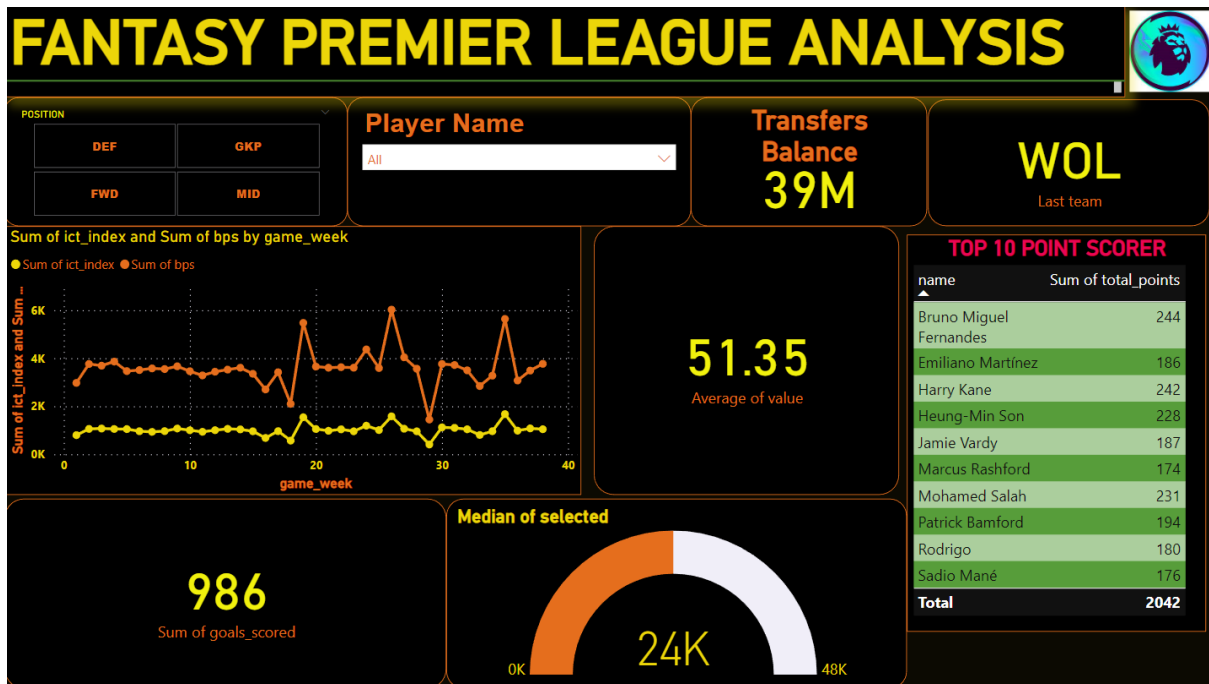 FANTASY PREMIER LEAGUE ANALYSIS
POSITION
DEF GKP
FWD MID
Player Name
All
Transfers
Balance
39M
WOL
Last team
Sum of ict_index and Sum of bps by game_week
Sum of ict_index Sum of bps
Sum of ict_index and Sum ...
6K
4K
2K
0K
0 10 20 30 40
game_week
51.35
Average of value
TOP 10 POINT SCORER
name Sum of total_points
Bruno Miguel 244
Fernandes
Emiliano Martínez 186
Harry Kane 242
Heung-Min Son 228
Jamie Vardy 187
Marcus Rashford 174
Mohamed Salah 231
Patrick Bamford 194
Rodrigo 180
Sadio Mané 176
Total 2042
986
Sum of goals_scored
Median of selected
24K
0K 48K